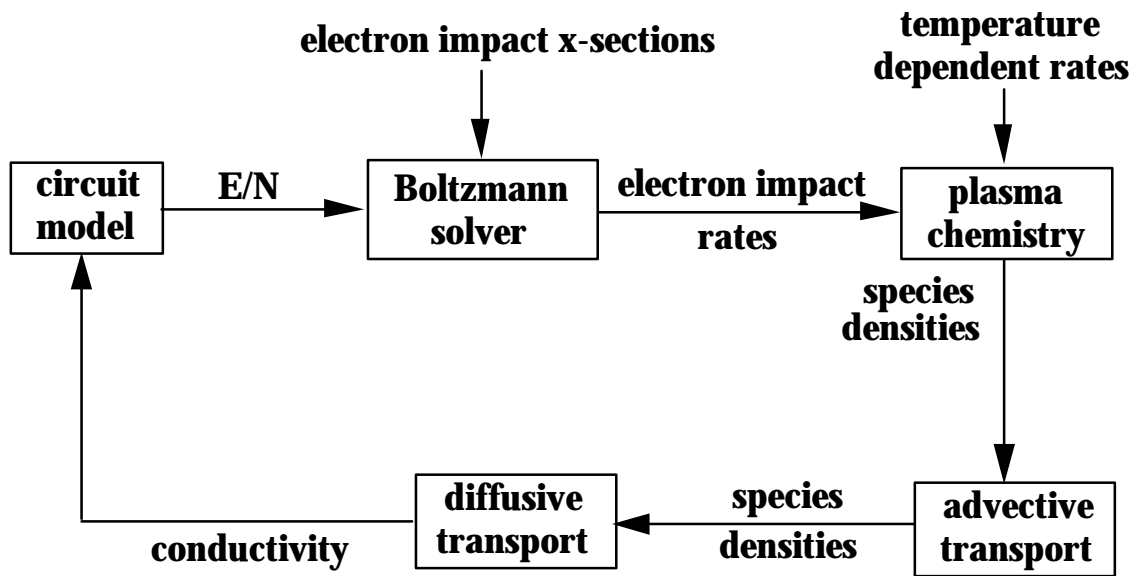 electron impact x-sections
temperature
dependent rates
circuit
model
E/N
Boltzmann
solver
electron impact
rates
plasma
chemistry
species
densities
advective
transport
species
densities
diffusive
transport
conductivity